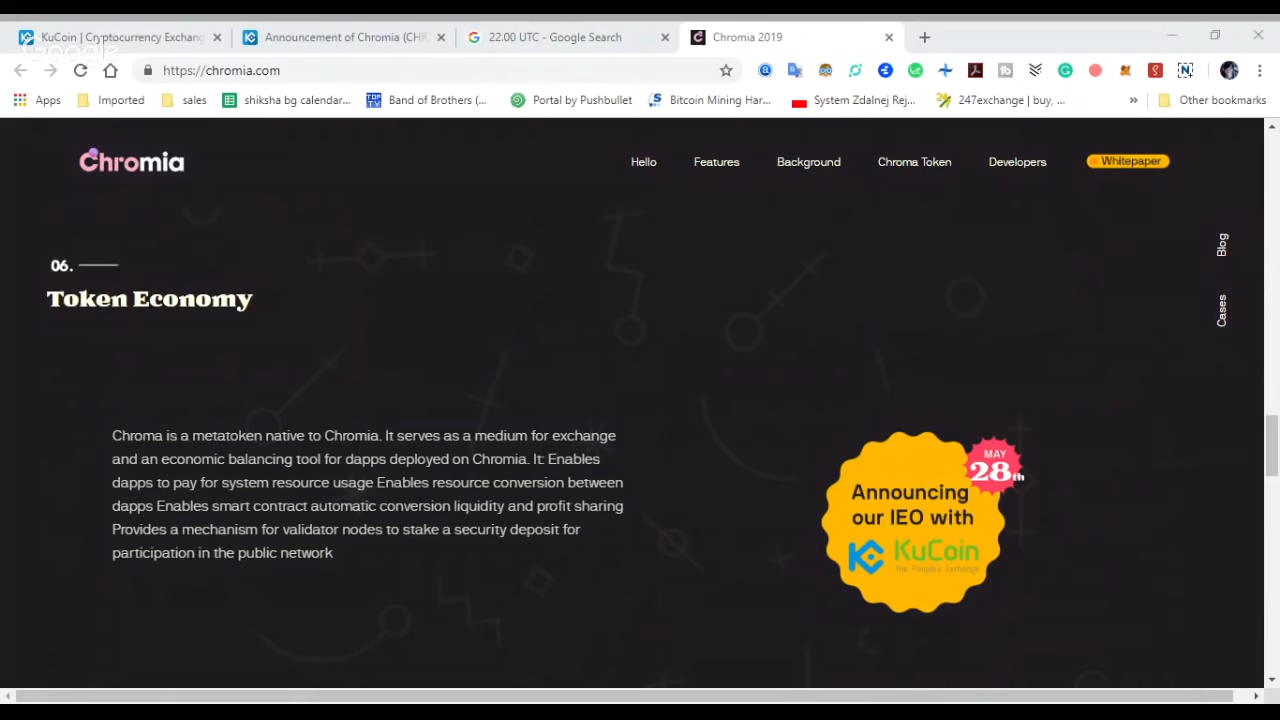 KuCoin | Cryptocurrency Exchang
Announcement of Chromia (CHR
22.00 UTC - Google Search
Chromia 2019
Google
https://chromia.com
Apps
Imported
sales
shiksha bg calendar...
Band of Brothers (...
Portal by Pushbullet
Bitcoin Mining Har...
System Zdalnej Rej...
247exchange | buy, ...
Other bookmarks
Chromia
Hello
Features
Background
Chroma Token
Developers
Whitepaper
Blog
Cases
06.
Token Economy
Chroma is a metatoken native to Chromia. It serves as a medium for exchange
and an economic balancing tool for dapps deployed on Chromia. It: Enables
dapps to pay for system resource usage Enables resource conversion between
dapps Enables smart contract automatic conversion liquidity and profit sharing
Provides a mechanism for validator nodes to stake a security deposit for
participation in the public network
MAY
28th
Announcing
our IEO with
KuCoin
The People's Exchange